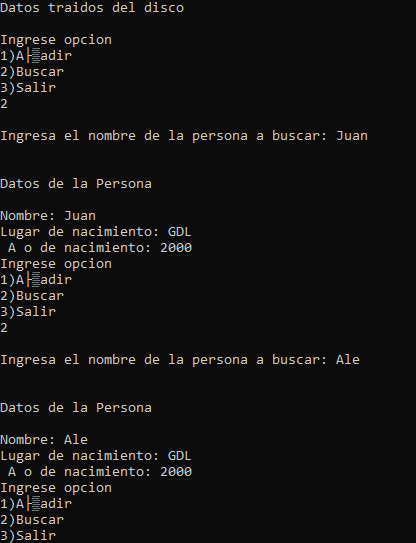 Datos traidos del disco
Ingrese opcion
1)A├▒adir
2)Buscar
3)Salir
2
Ingresa el nombre de la persona a buscar: Juan
Datos de la Persona
Nombre: Juan
Lugar de nacimiento: GDL
A o de nacimiento: 2000
Ingrese opcion
1)A├▒adir
2)Buscar
3)Salir
2
Ingresa el nombre de la persona a buscar: Ale
Datos de la Persona
Nombre: Ale
Lugar de nacimiento: GDL
A o de nacimiento: 2000
Ingrese opcion
1)A├▒adir
2)Buscar
3)Salir